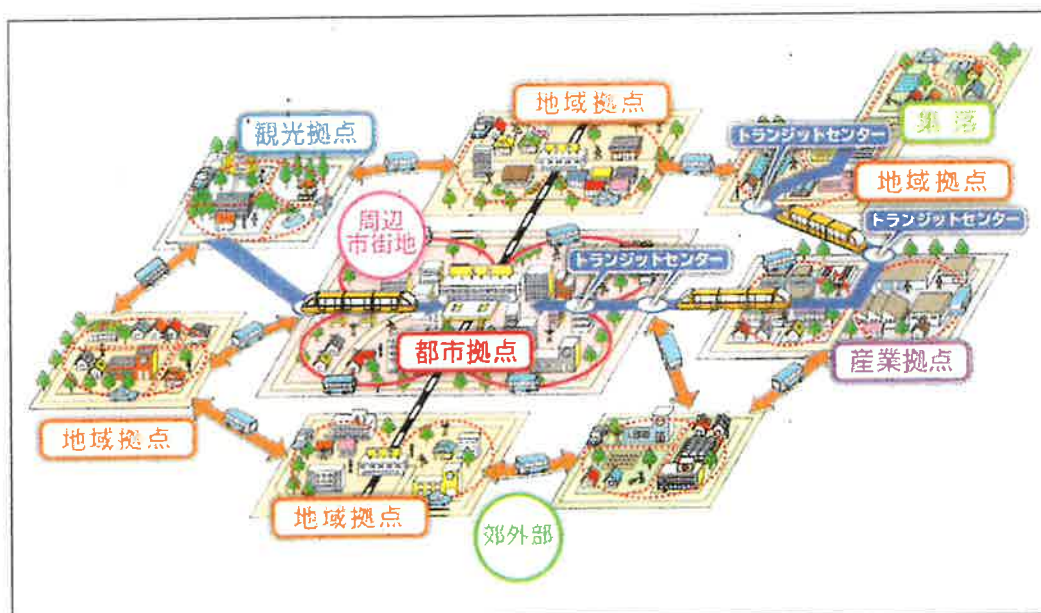 地域拠点
集落
トランジットセンター
観光拠点
地域拠点
周辺
市街地
トランジットセンター
トランジットセンター
都市拠点
産業拠点
地域拠点
地域拠点
郊外部